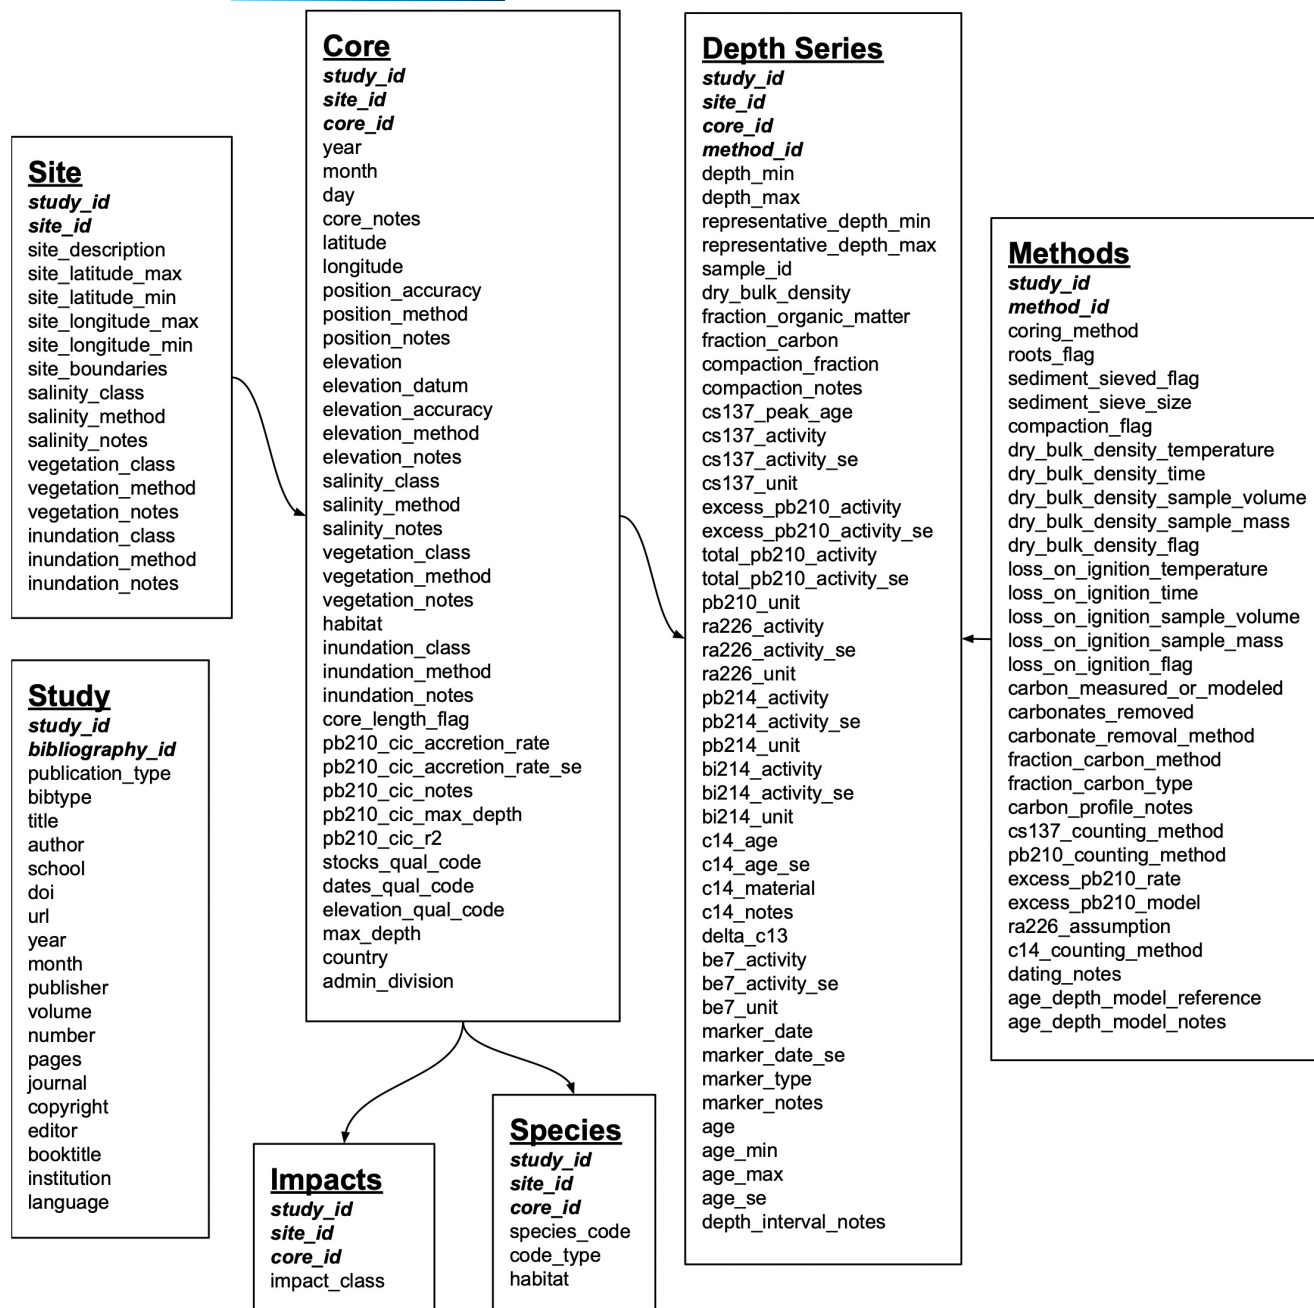 Core
study_id
site_id
core_id
year
month
day
core_notes
latitude
longitude
position_accuracy
position_method
position_notes
elevation
elevation_datum
elevation_accuracy
elevation_method
elevation_notes
salinity_class
salinity_method
salinity_notes
vegetation_class
vegetation_method
vegetation_notes
habitat
inundation_class
inundation_method
inundation_notes
core_length_flag
pb210_cic_accretion_rate
pb210_cic_accretion_rate_se
pb210_cic_notes
pb210_cic_max_depth
pb210_cic_r2
stocks_qual_code
dates_qual_code
elevation_qual_code
max_depth
country
admin_division
Depth Series
study_id
site_id
core_id
method_id
depth_min
depth_max
representative_depth_min
representative_depth_max
sample_id
dry_bulk_density
fraction_organic_matter
fraction_carbon
compaction_fraction
compaction_notes
cs137_peak_age
cs137_activity
cs137_activity_se
cs137_unit
excess_pb210_activity
excess_pb210_activity_se
total_pb210_activity
total_pb210_activity_se
pb210_unit
ra226_activity
ra226_activity_se
ra226_unit
pb214_activity
pb214_activity_se
pb214_unit
bi214_activity
bi214_activity_se
bi214_unit
c14_age
c14_age_se
c14_material
c14_notes
delta_c13
be7_activity
be7_activity_se
be7_unit
marker_date
marker_date_se
marker_type
marker_notes
age
age_min
age_max
age_se
depth_interval_notes
Site
study_id
site_id
site_description
site_latitude_max
site_latitude_min
site_longitude_max
site_longitude_min
site_boundaries
salinity_class
salinity_method
salinity_notes
vegetation_class
vegetation_method
vegetation_notes
inundation_class
inundation_method
inundation_notes
Methods
study_id
method_id
coring_method
roots_flag
sediment_sieved_flag
sediment_sieve_size
compaction_flag
dry_bulk_density_temperature
dry_bulk_density_time
dry_bulk_density_sample_volume
dry_bulk_density_sample_mass
dry_bulk_density_flag
loss_on_ignition_temperature
loss_on_ignition_time
loss_on_ignition_sample_volume
loss_on_ignition_sample_mass
loss_on_ignition_flag
carbon_measured_or_modeled
carbonates_removed
carbonate_removal_method
fraction_carbon_method
fraction_carbon_type
carbon_profile_notes
cs137_counting_method
pb210_counting_method
excess_pb210_rate
excess_pb210_model
ra226_assumption
c14_counting_method
dating_notes
age_depth_model_reference
age_depth_model_notes
Study
study_id
bibliography_id
publication_type
bibtype
title
author
school
doi
url
year
month
publisher
volume
number
pages
journal
copyright
editor
booktitle
institution
language
Impacts
study_id
site_id
core_id
impact_class
Species
study_id
site_id
core_id
species_code
code_type
habitat